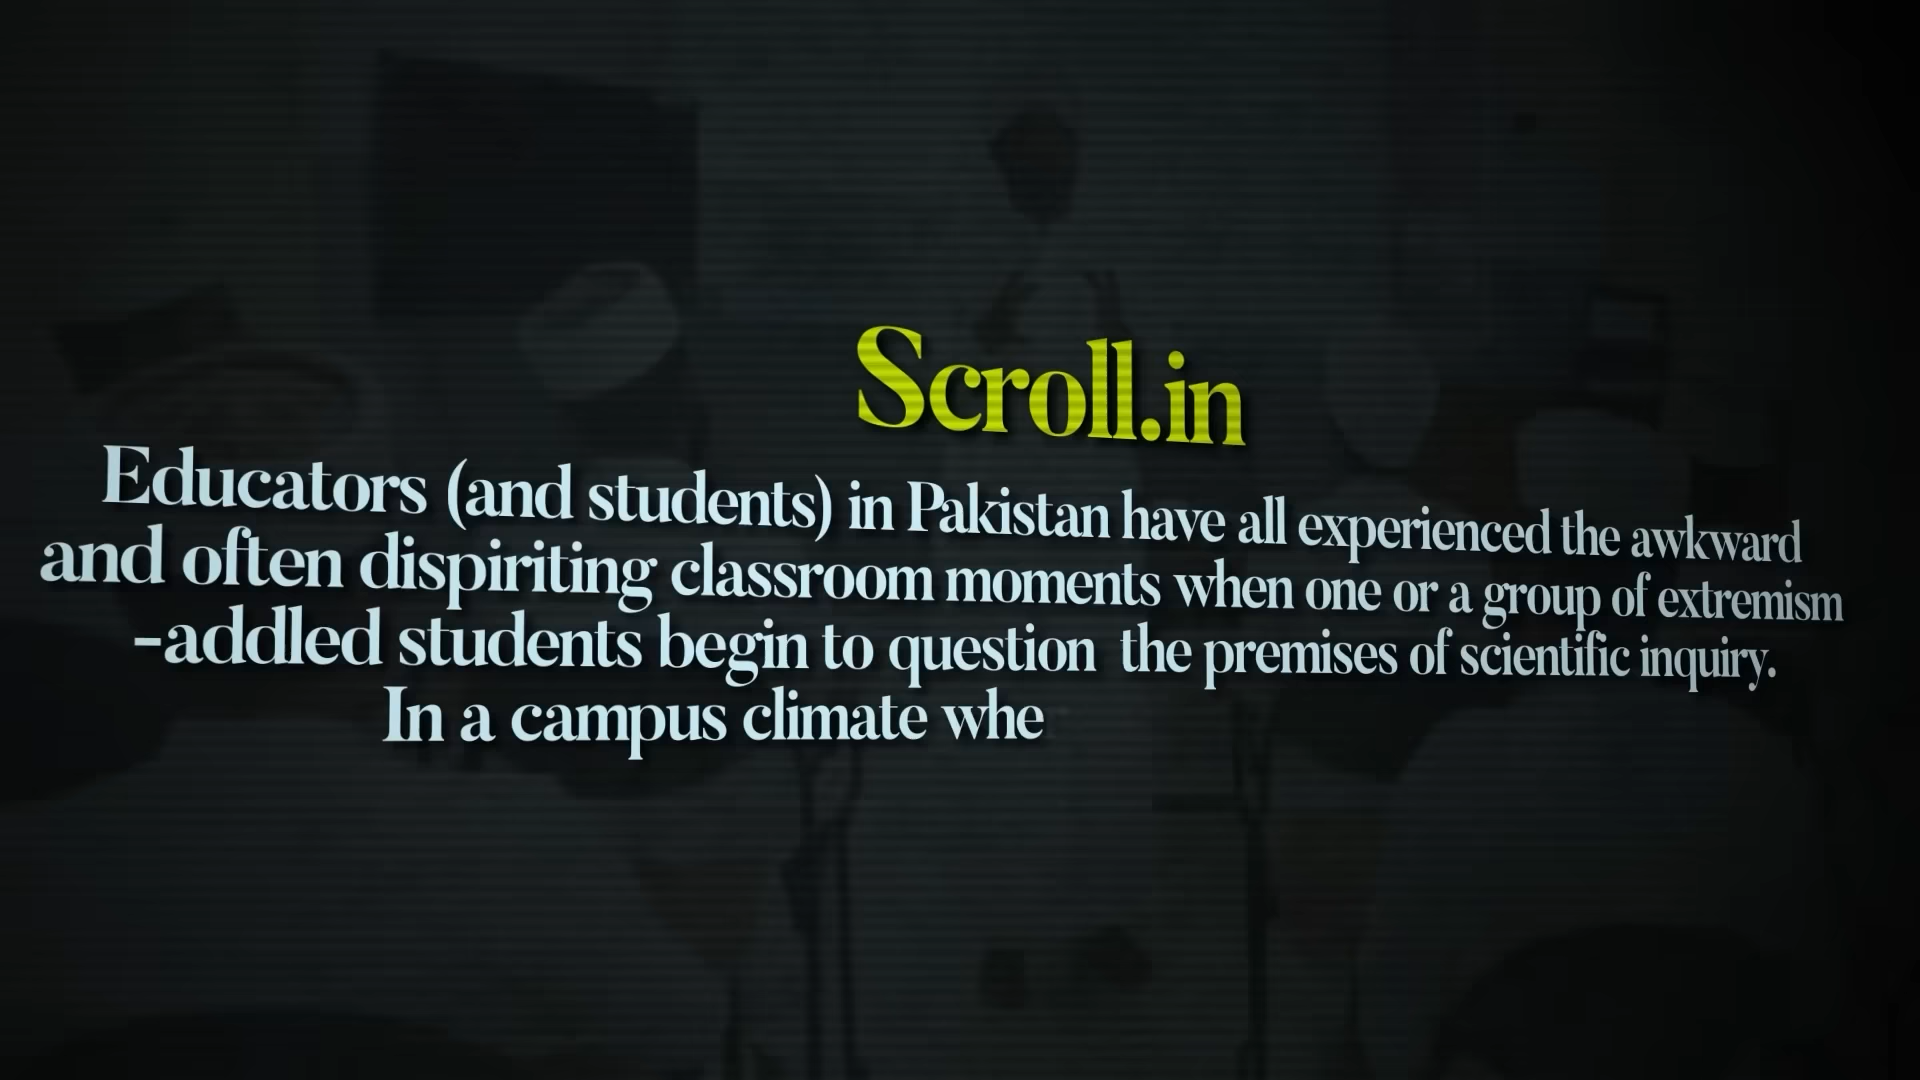 Scroll.in
Educators (and students) in Pakistan have all experienced the awkward
and often dispiriting classroom moments when one or a group of extremism
-addled students begin to question the premises of scientific inquiry.
In a campus climate whe